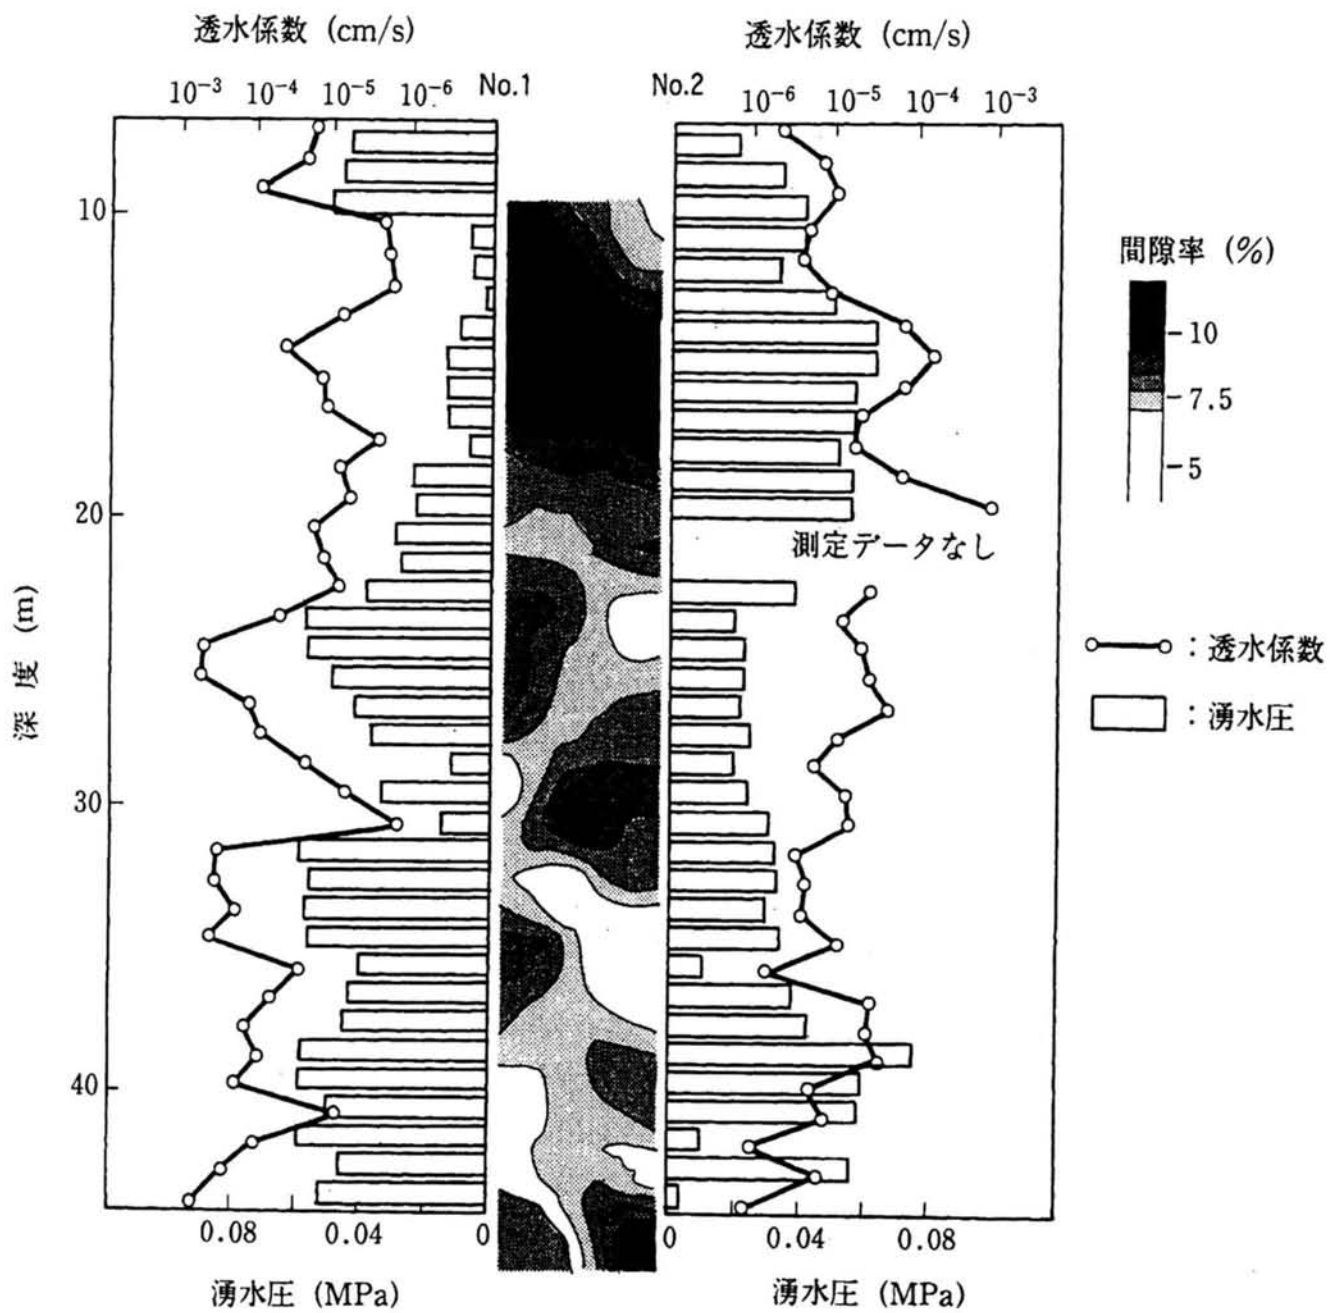 透水係数 (cm/s)
透水係数 (cm/s)
10⁻³ 10⁻⁴ 10⁻⁵ 10⁻⁶ No.1
No.2 10⁻⁶ 10⁻⁵ 10⁻⁴ 10⁻³
10
20
30
40
深度 (m)
測定データなし
間隙率 (%)
10
7.5
5
:透水係数
:湧水圧
0.08 0.04 0
0 0.04 0.08
湧水圧 (MPa)
湧水圧 (MPa)